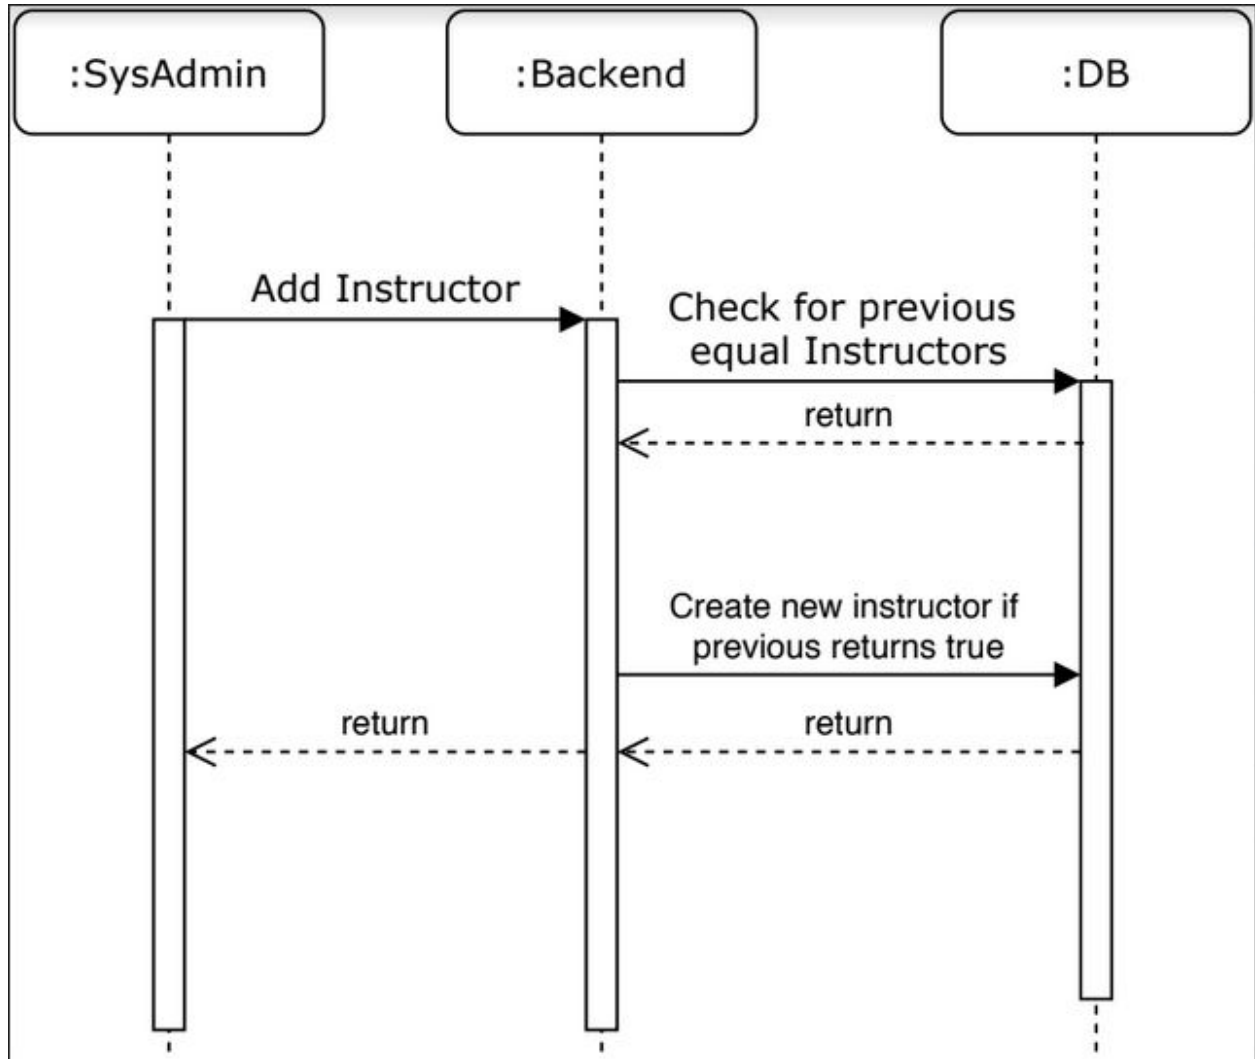 :SysAdmin
:Backend
:DB
Add Instructor
Check for previous
equal Instructors
return
Create new instructor if
previous returns true
return
return